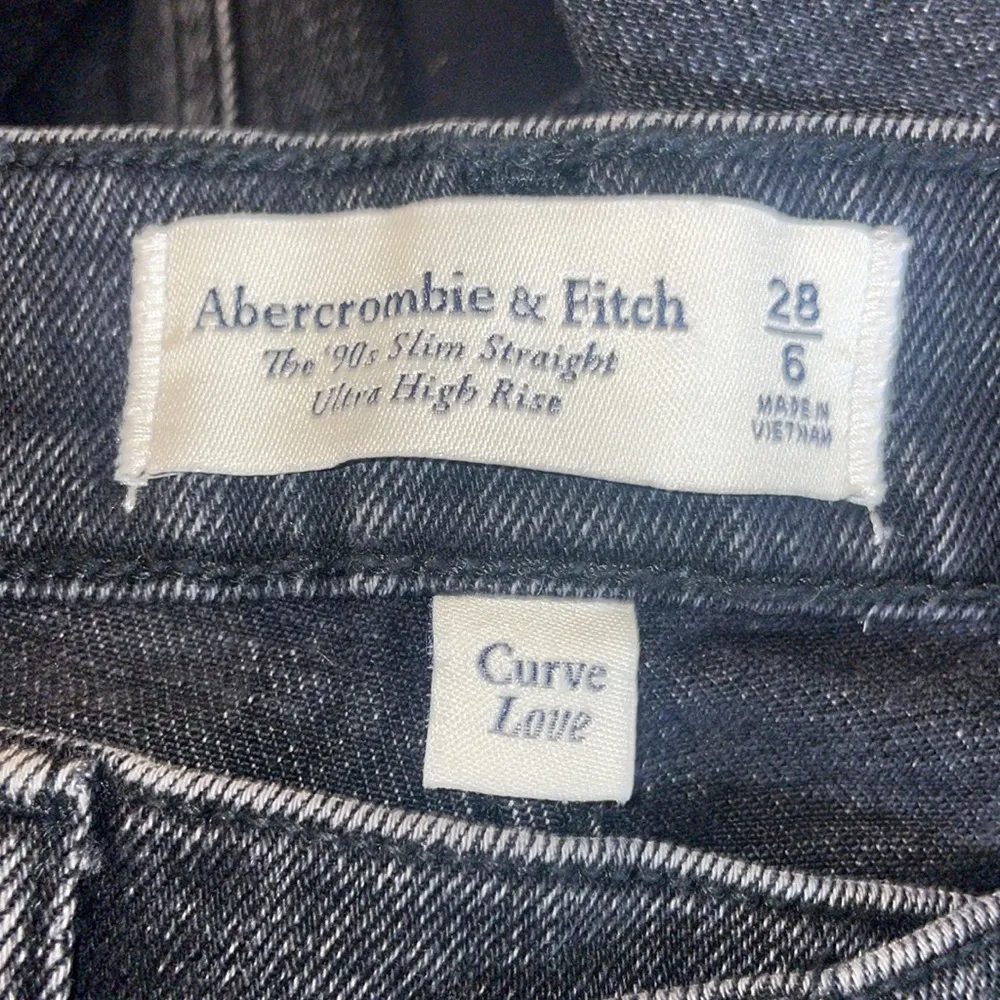 Abercrombie & Fitch
The '90s Slim Straight
Ultra High Rise
28
6
MADE IN
VIETNAM
Curve
Love